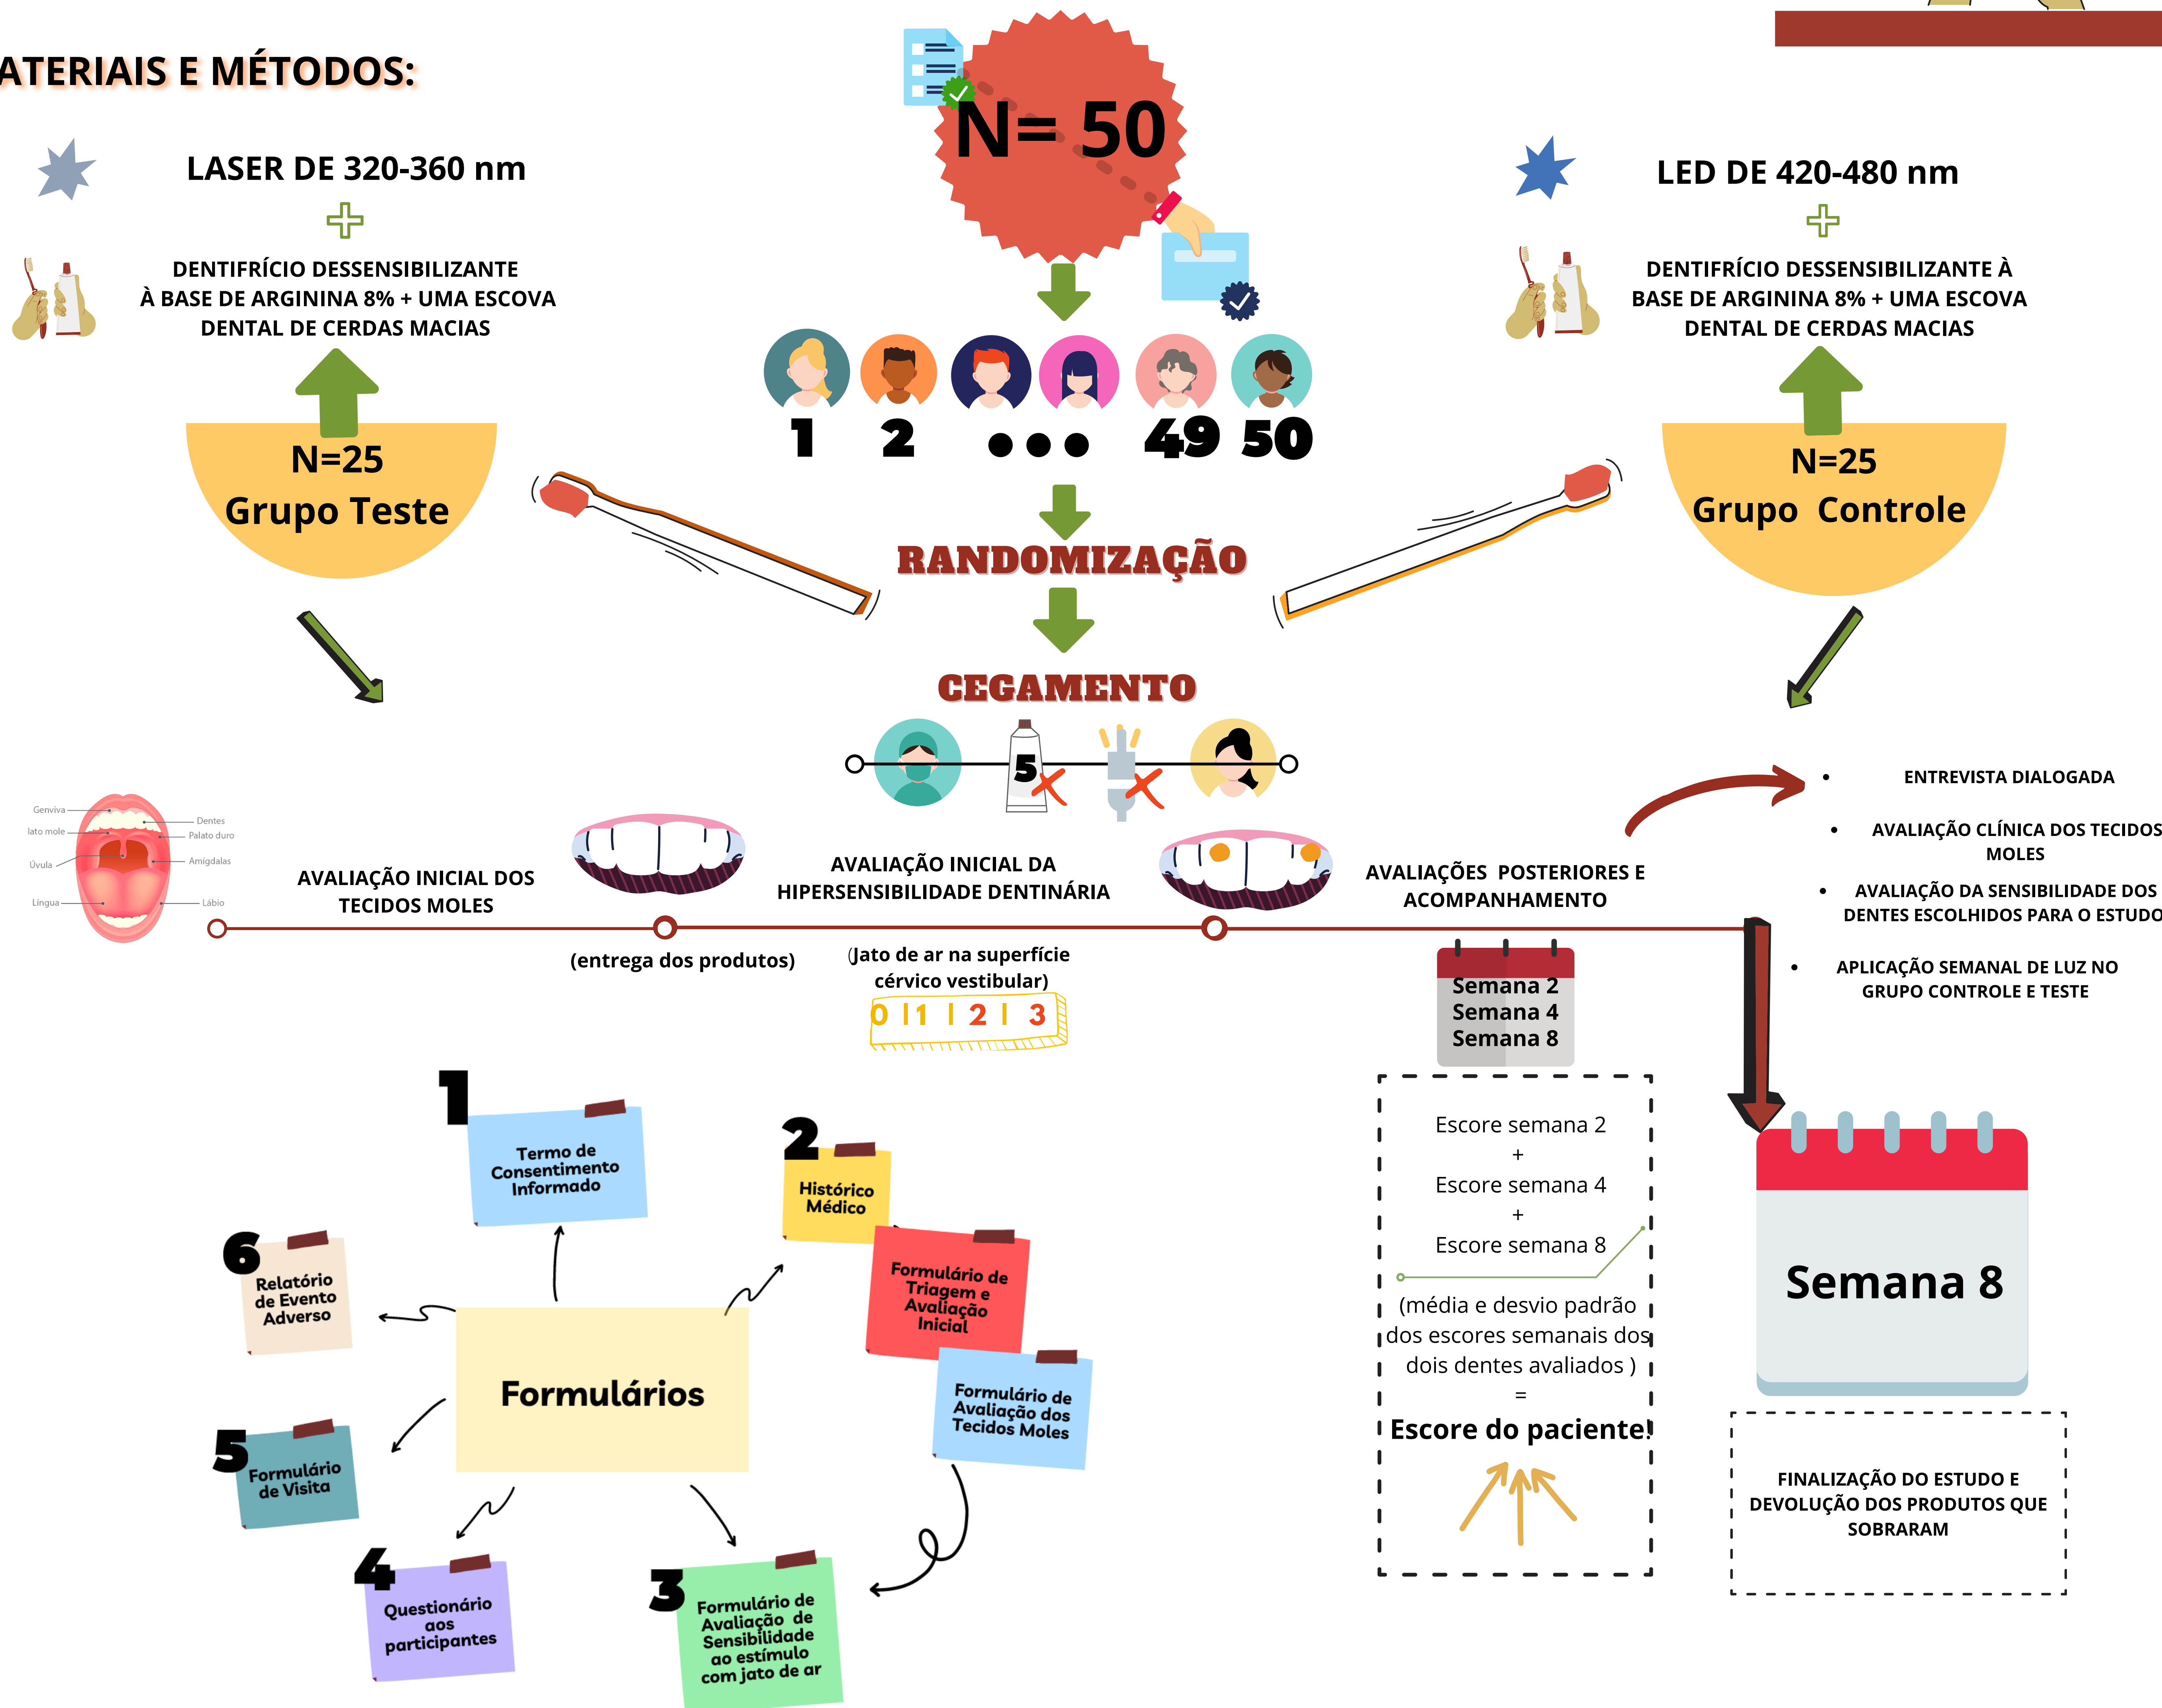 ATERIAIS E MÉTODOS:
N= 50
LASER DE 320-360 nm
DENTIFRÍCIO DESSENSIBILIZANTE
À BASE DE ARGININA 8% + UMA ESCOVA
DENTAL DE CERDAS MACIAS
N=25
Grupo Teste
LED DE 420-480 nm
DENTIFRÍCIO DESSENSIBILIZANTE À
BASE DE ARGININA 8% + UMA ESCOVA
DENTAL DE CERDAS MACIAS
N=25
Grupo Controle
1 2 ... 49 50
RANDOMIZAÇÃO
CEGAMENTO
5
Genviva
lato mole
Úvula
Língua
Dentes
Palato duro
Amígdalas
Lábio
AVALIAÇÃO INICIAL DOS
TECIDOS MOLES
(entrega dos produtos)
AVALIAÇÃO INICIAL DA
HIPERSENSIBILIDADE DENTINÁRIA
(Jato de ar na superfície
cérvico vestibular)
0 | 1 | 2 | 3
AVALIAÇÕES POSTERIORES E
ACOMPANHAMENTO
• ENTREVISTA DIALOGADA
• AVALIAÇÃO CLÍNICA DOS TECIDOS
MOLES
• AVALIAÇÃO DA SENSIBILIDADE DOS
DENTES ESCOLHIDOS PARA O ESTUDO
• APLICAÇÃO SEMANAL DE LUZ NO
GRUPO CONTROLE E TESTE
Semana 2
Semana 4
Semana 8
Escore semana 2
+
Escore semana 4
+
Escore semana 8
(média e desvio padrão
dos escores semanais dos
dois dentes avaliados )
=
Escore do paciente!
Semana 8
FINALIZAÇÃO DO ESTUDO E
DEVOLUÇÃO DOS PRODUTOS QUE
SOBRARAM
Formulários
1
Termo de
Consentimento
Informado
2
Histórico
Médico
Formulário de
Triagem e
Avaliação
Inicial
Formulário de
Avaliação dos
Tecidos Moles
3
Formulário de
Avaliação de
Sensibilidade
ao estímulo
com jato de ar
4
Questionário
aos
participantes
5
Formulário
de Visita
6
Relatório
de Evento
Adverso